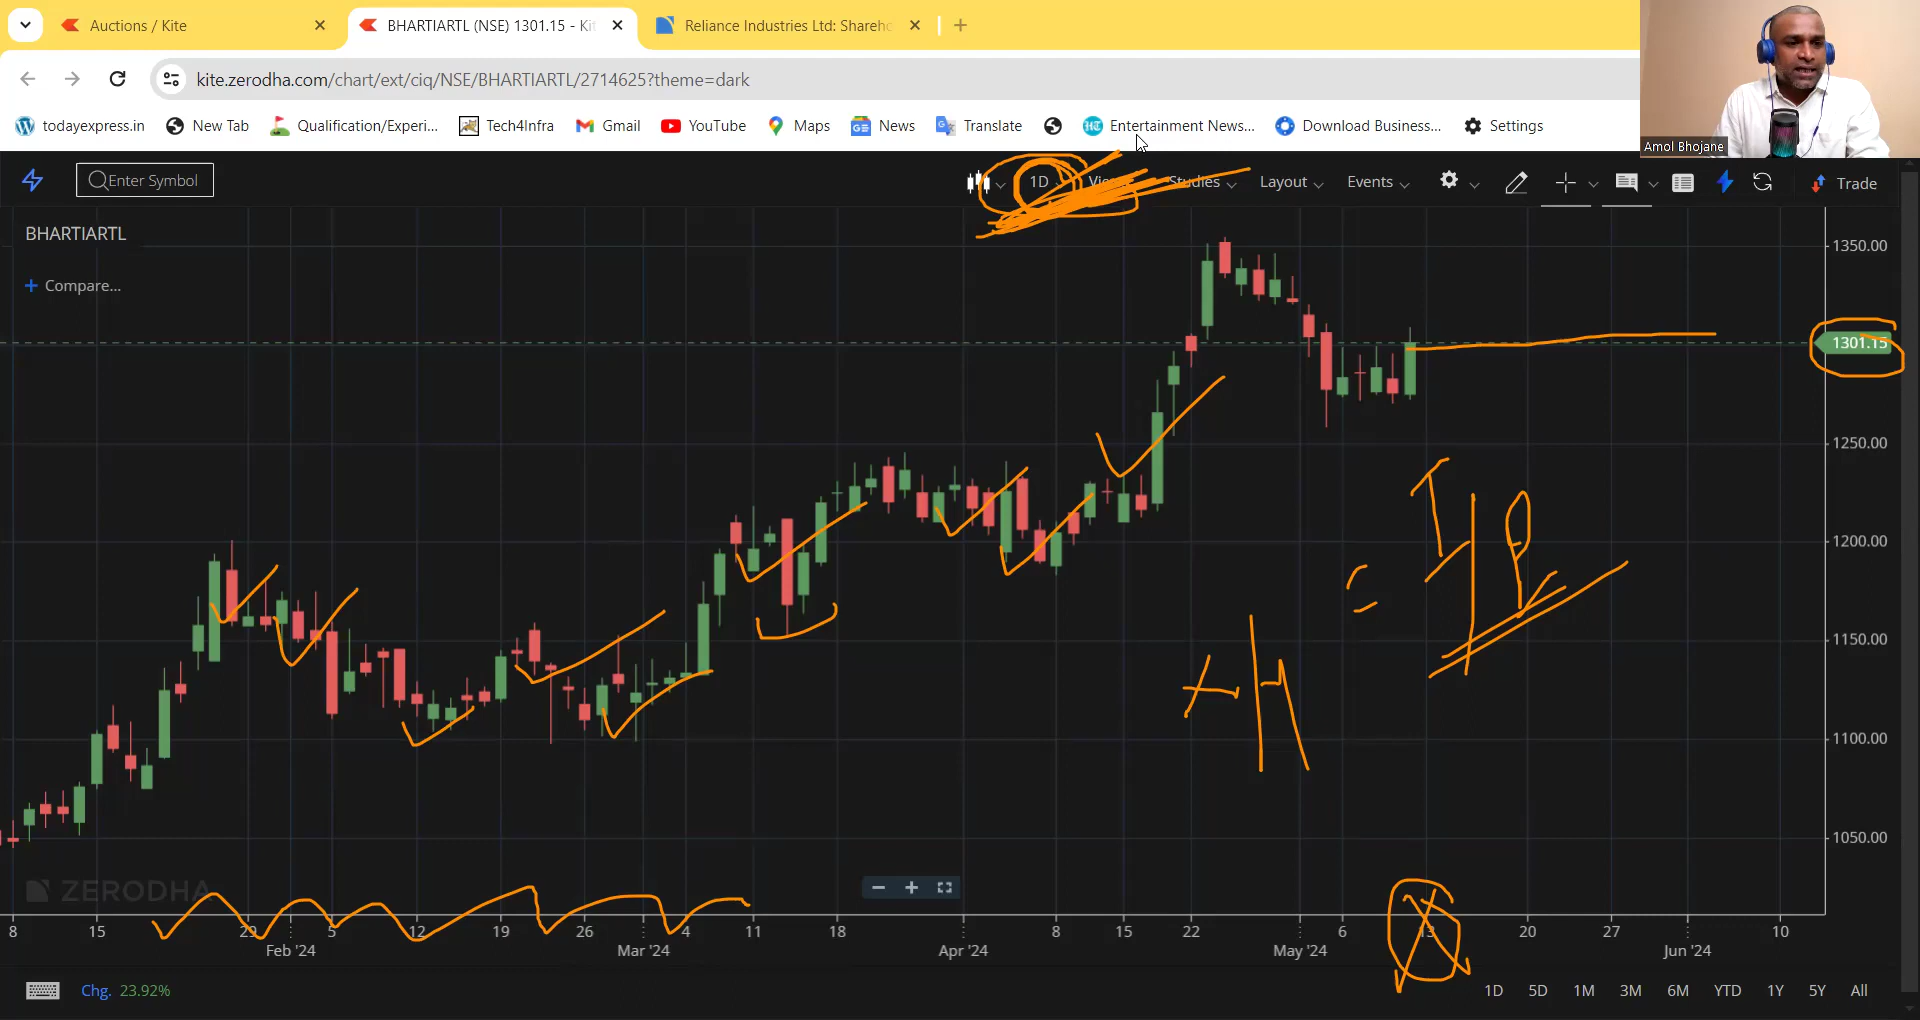 Auctions / Kite
BHARTIARTL (NSE) 1301.15 - Kit
Reliance Industries Ltd: Shareho
kite.zerodha.com/chart/ext/ciq/NSE/BHARTIARTL/2714625?theme=dark
todayexpress.in New Tab Qualification/Experi... Tech4Infra Gmail YouTube Maps News Translate Entertainment News... Download Business... Settings
Amol Bhojane
Enter Symbol 1D Studies Layout Events Trade
BHARTIARTL
Compare...
1350.00
1301.15
1250.00
1200.00
1150.00
1100.00
1050.00
ZERODHA
8 15 29 5 12 19 26 4 11 18 8 15 22 6 13 20 27 10
Feb '24 Mar '24 Apr '24 May '24 Jun '24
Chg. 23.92%
1D 5D 1M 3M 6M YTD 1Y 5Y All